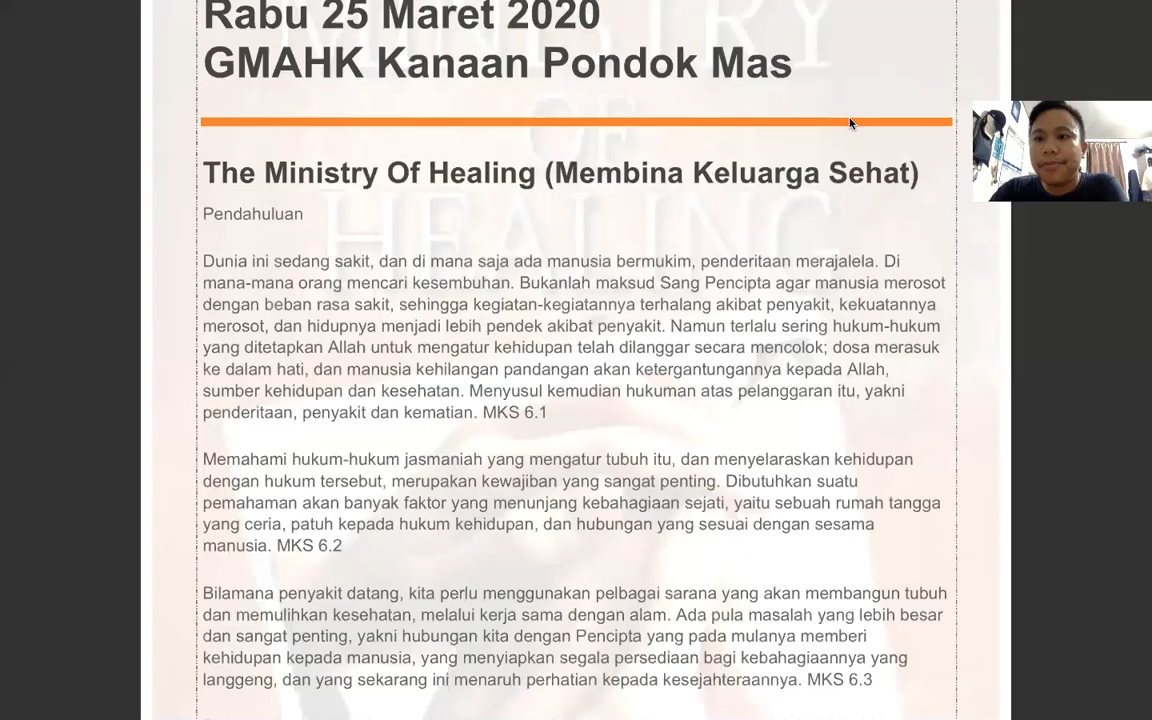 Rabu 25 Maret 2020
GMAHK Kanaan Pondok Mas
MINISTRY
OF
HEALING
The Ministry Of Healing (Membina Keluarga Sehat)
Pendahuluan
Dunia ini sedang sakit, dan di mana saja ada manusia bermukim, penderitaan merajalela. Di
mana-mana orang mencari kesembuhan. Bukanlah maksud Sang Pencipta agar manusia merosot
dengan beban rasa sakit, sehingga kegiatan-kegiatannya terhalang akibat penyakit, kekuatannya
merosot, dan hidupnya menjadi lebih pendek akibat penyakit. Namun terlalu sering hukum-hukum
yang ditetapkan Allah untuk mengatur kehidupan telah dilanggar secara mencolok; dosa merasuk
ke dalam hati, dan manusia kehilangan pandangan akan ketergantungannya kepada Allah,
sumber kehidupan dan kesehatan. Menyusul kemudian hukuman atas pelanggaran itu, yakni
penderitaan, penyakit dan kematian. MKS 6.1
Memahami hukum-hukum jasmaniah yang mengatur tubuh itu, dan menyelaraskan kehidupan
dengan hukum tersebut, merupakan kewajiban yang sangat penting. Dibutuhkan suatu
pemahaman akan banyak faktor yang menunjang kebahagiaan sejati, yaitu sebuah rumah tangga
yang ceria, patuh kepada hukum kehidupan, dan hubungan yang sesuai dengan sesama
manusia. MKS 6.2
Bilamana penyakit datang, kita perlu menggunakan pelbagai sarana yang akan membangun tubuh
dan memulihkan kesehatan, melalui kerja sama dengan alam. Ada pula masalah yang lebih besar
dan sangat penting, yakni hubungan kita dengan Pencipta yang pada mulanya memberi
kehidupan kepada manusia, yang menyiapkan segala persediaan bagi kebahagiaannya yang
langgeng, dan yang sekarang ini menaruh perhatian kepada kesejahteraannya. MKS 6.3